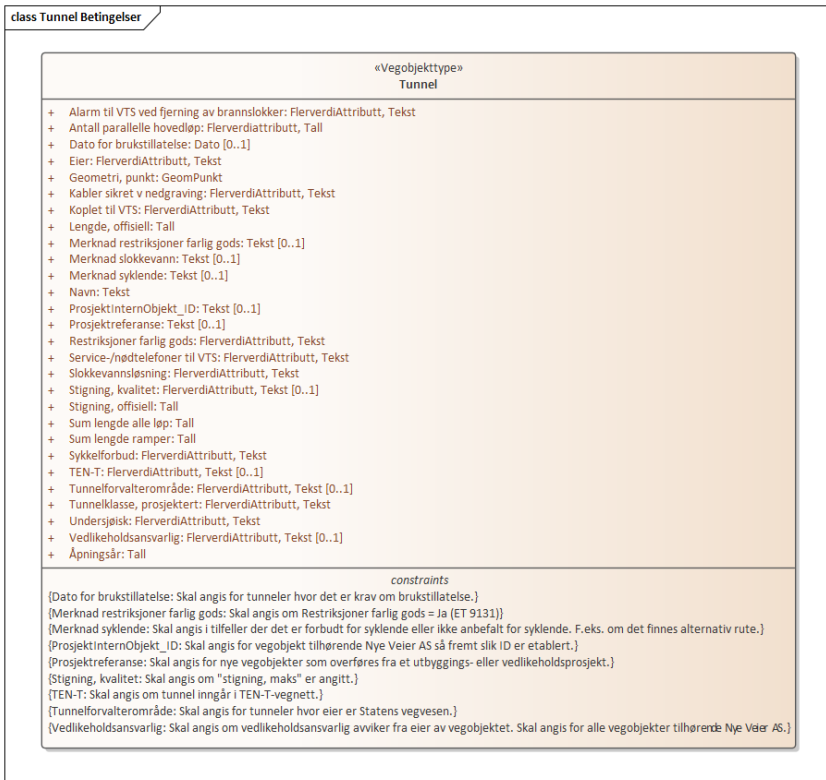 class Tunnel Betingelser
«Vegobjekttype»
Tunnel
+ Alarm til VTS ved fjerning av brannslokker: FlerverdiAttributt, Tekst
+ Antall parallelle hovedløp: Flerverdiattributt, Tall
+ Dato for brukstillatelse: Dato [0..1]
+ Eier: FlerverdiAttributt, Tekst
+ Geometri, punkt: GeomPunkt
+ Kabler sikret v nedgraving: FlerverdiAttributt, Tekst
+ Koplet til VTS: FlerverdiAttributt, Tekst
+ Lengde, offisiell: Tall
+ Merknad restriksjoner farlig gods: Tekst [0..1]
+ Merknad slokkevann: Tekst [0..1]
+ Merknad syklende: Tekst [0..1]
+ Navn: Tekst
+ ProsjektInternObjekt_ID: Tekst [0..1]
+ Prosjektreferanse: Tekst [0..1]
+ Restriksjoner farlig gods: FlerverdiAttributt, Tekst
+ Service-/nødtelefoner til VTS: FlerverdiAttributt, Tekst
+ Slokkevannsløsning: FlerverdiAttributt, Tekst
+ Stigning, kvalitet: FlerverdiAttributt, Tekst [0..1]
+ Stigning, offisiell: Tall
+ Sum lengde alle løp: Tall
+ Sum lengde ramper: Tall
+ Sykkelforbud: FlerverdiAttributt, Tekst
+ TEN-T: FlerverdiAttributt, Tekst [0..1]
+ Tunnelforvalterområde: FlerverdiAttributt, Tekst [0..1]
+ Tunnelklasse, prosjektert: FlerverdiAttributt, Tekst
+ Undersjøisk: FlerverdiAttributt, Tekst
+ Vedlikeholdsansvarlig: FlerverdiAttributt, Tekst [0..1]
+ Åpningsår: Tall
constraints
{Dato for brukstillatelse: Skal angis for tunneler hvor det er krav om brukstillatelse.}
{Merknad restriksjoner farlig gods: Skal angis om Restriksjoner farlig gods = Ja (ET 9131)}
{Merknad syklende: Skal angis i tilfeller der det er forbudt for syklende eller ikke anbefalt for syklende. F.eks. om det finnes alternativ rute.}
{ProsjektInternObjekt_ID: Skal angis for vegobjekt tilhørende Nye Veier AS så fremt slik ID er etablert.}
{Prosjektreferanse: Skal angis for nye vegobjekter som overføres fra et utbyggings- eller vedlikeholdsprosjekt.}
{Stigning, kvalitet: Skal angis om "stigning, maks" er angitt.}
{TEN-T: Skal angis om tunnel inngår i TEN-T-vegnett.}
{Tunnelforvalterområde: Skal angis for tunneler hvor eier er Statens vegvesen.}
{Vedlikeholdsansvarlig: Skal angis om vedlikeholdsansvarlig avviker fra eier av vegobjektet. Skal angis for alle vegobjekter tilhørende Nye Veier AS.}